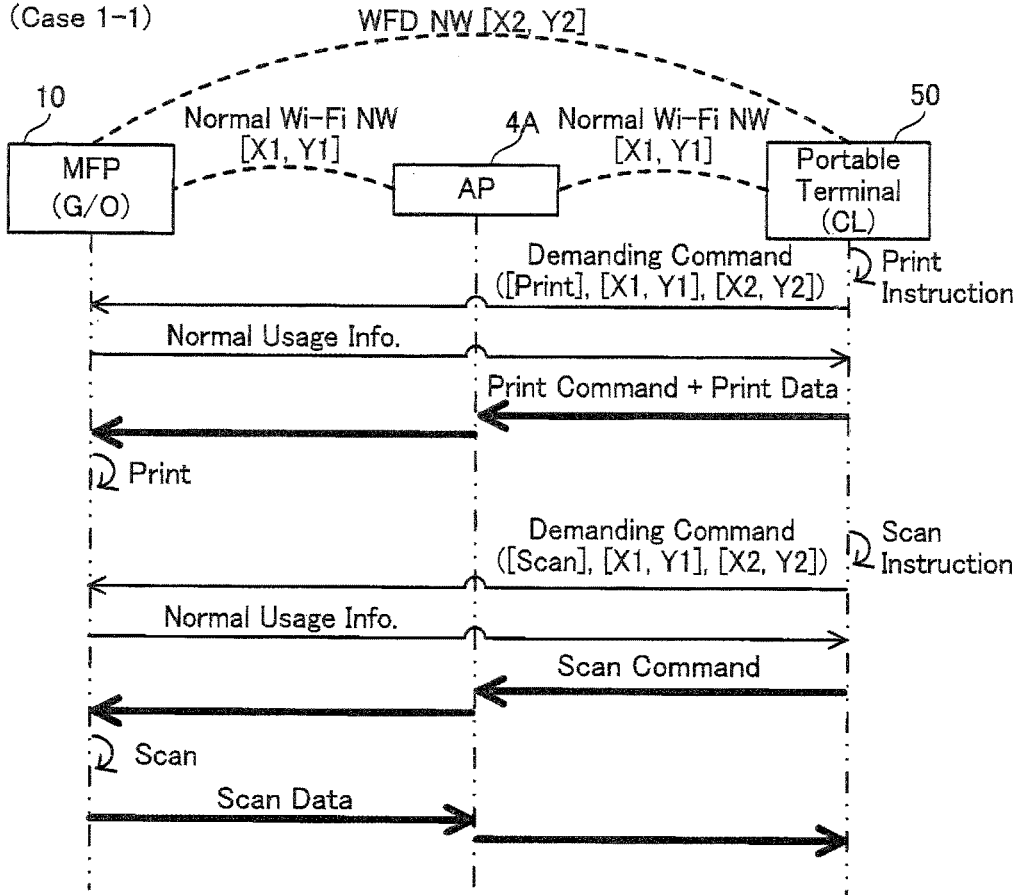 (Case 1-1)
WFD NW [X2, Y2]
10
50
Normal Wi-Fi NW
[X1, Y1]
4A
Normal Wi-Fi NW
[X1, Y1]
MFP
(G/O)
AP
Portable
Terminal
(CL)
Demanding Command
([Print], [X1, Y1], [X2, Y2])
Print
Instruction
Normal Usage Info.
Print Command + Print Data
Print
Demanding Command
([Scan], [X1, Y1], [X2, Y2])
Scan
Instruction
Normal Usage Info.
Scan Command
Scan
Scan Data